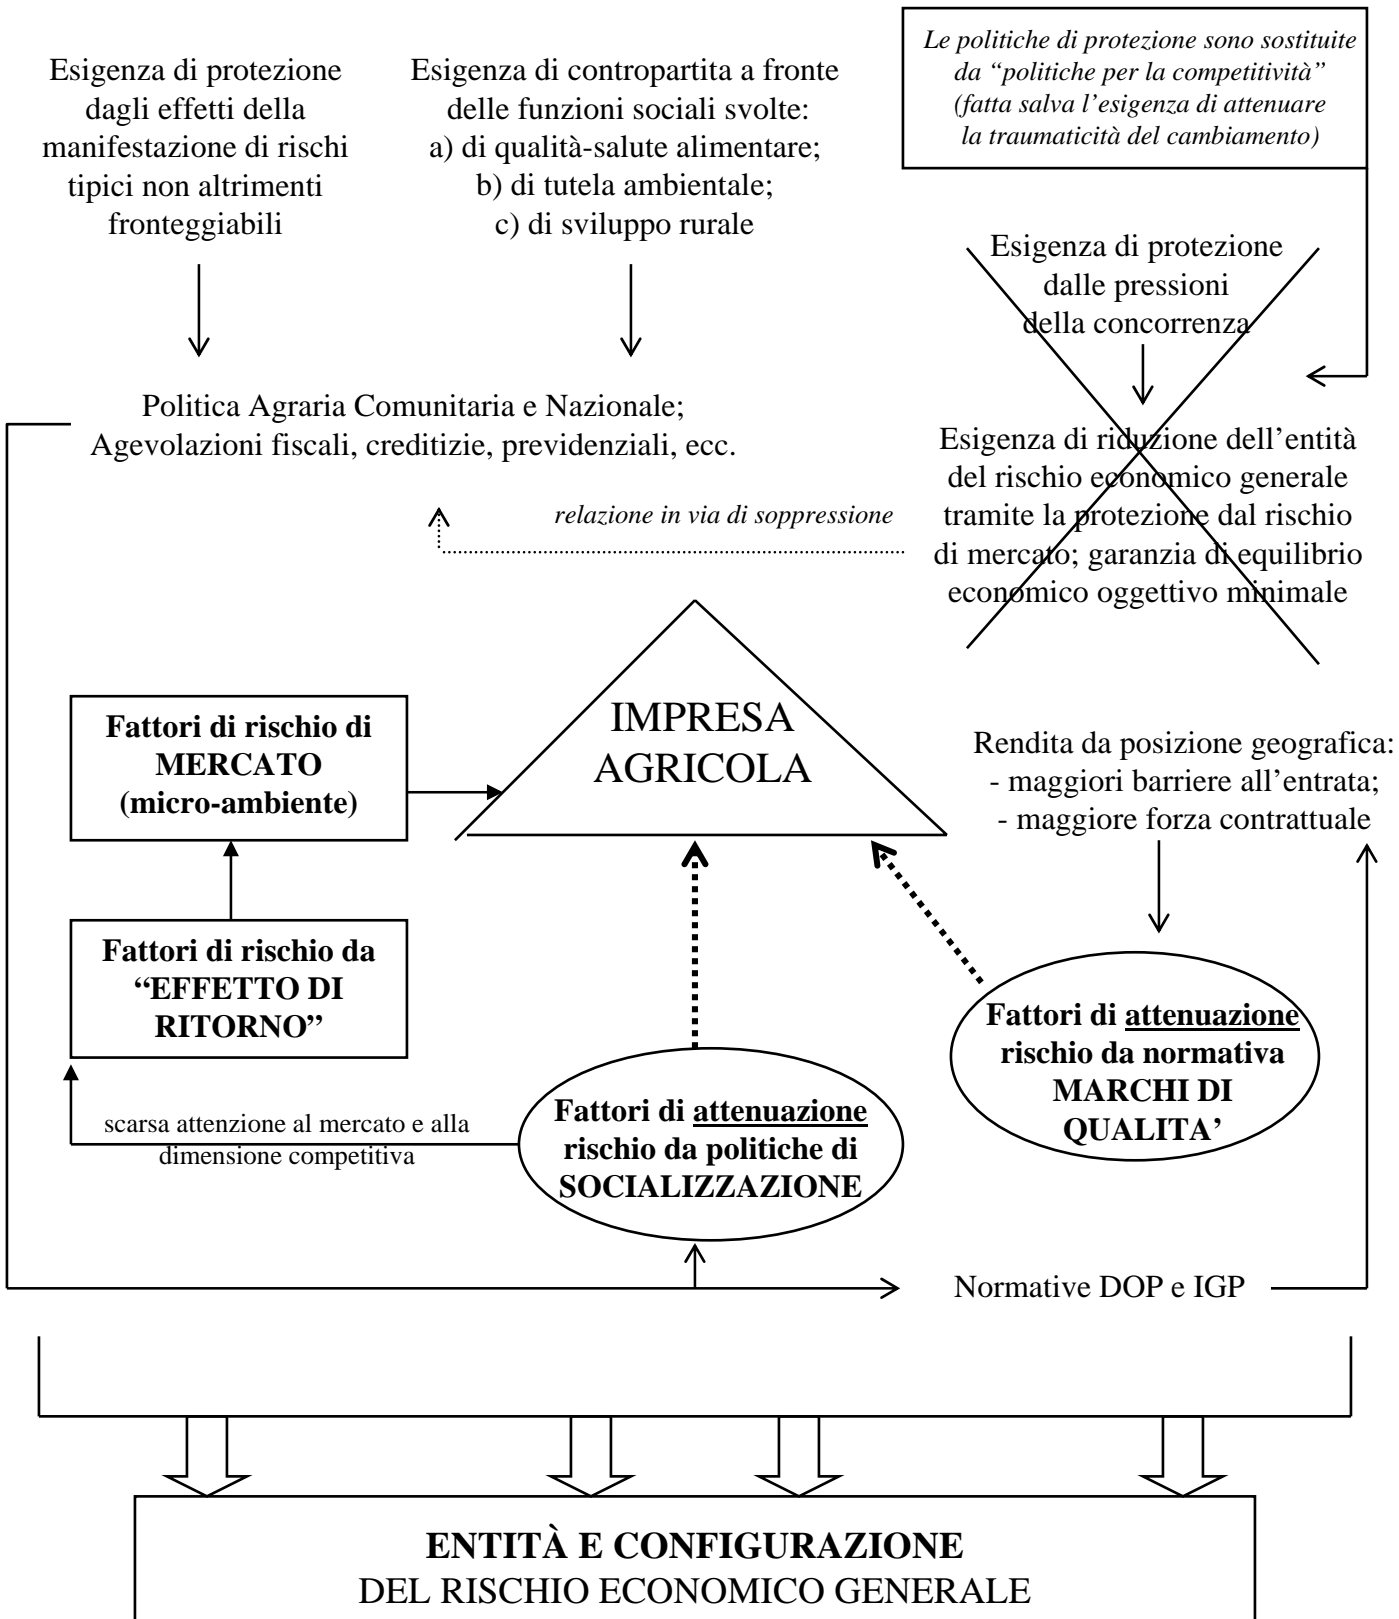 Esigenza di protezione
dagli effetti della
manifestazione di rischi
tipici non altrimenti
fronteggiabili
Esigenza di contropartita a fronte
delle funzioni sociali svolte:
a) di qualità-salute alimentare;
b) di tutela ambientale;
c) di sviluppo rurale
Le politiche di protezione sono sostituite
da “politiche per la competitività”
(fatta salva l’esigenza di attenuare
la traumaticità del cambiamento)
Esigenza di protezione
dalle pressioni
della concorrenza
Politica Agraria Comunitaria e Nazionale;
Agevolazioni fiscali, creditizie, previdenziali, ecc.
Esigenza di riduzione dell’entità
del rischio economico generale
tramite la protezione dal rischio
di mercato; garanzia di equilibrio
economico oggettivo minimale
relazione in via di soppressione
IMPRESA
AGRICOLA
Fattori di rischio di
MERCATO
(micro-ambiente)
Rendita da posizione geografica:
- maggiori barriere all’entrata;
- maggiore forza contrattuale
Fattori di rischio da
“EFFETTO DI
RITORNO”
Fattori di attenuazione
rischio da normativa
MARCHI DI
QUALITA’
scarsa attenzione al mercato e alla
dimensione competitiva
Fattori di attenuazione
rischio da politiche di
SOCIALIZZAZIONE
Normative DOP e IGP
ENTITÀ E CONFIGURAZIONE
DEL RISCHIO ECONOMICO GENERALE